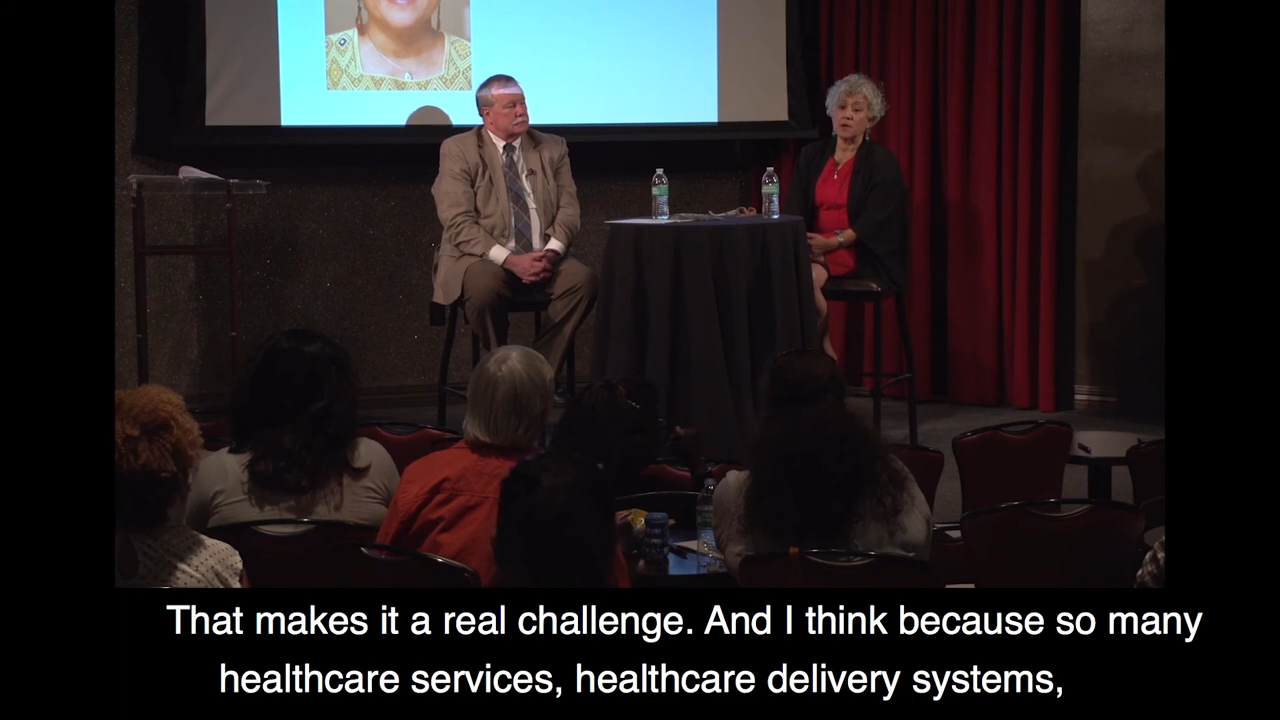 That makes it a real challenge. And I think because so many
healthcare services, healthcare delivery systems,